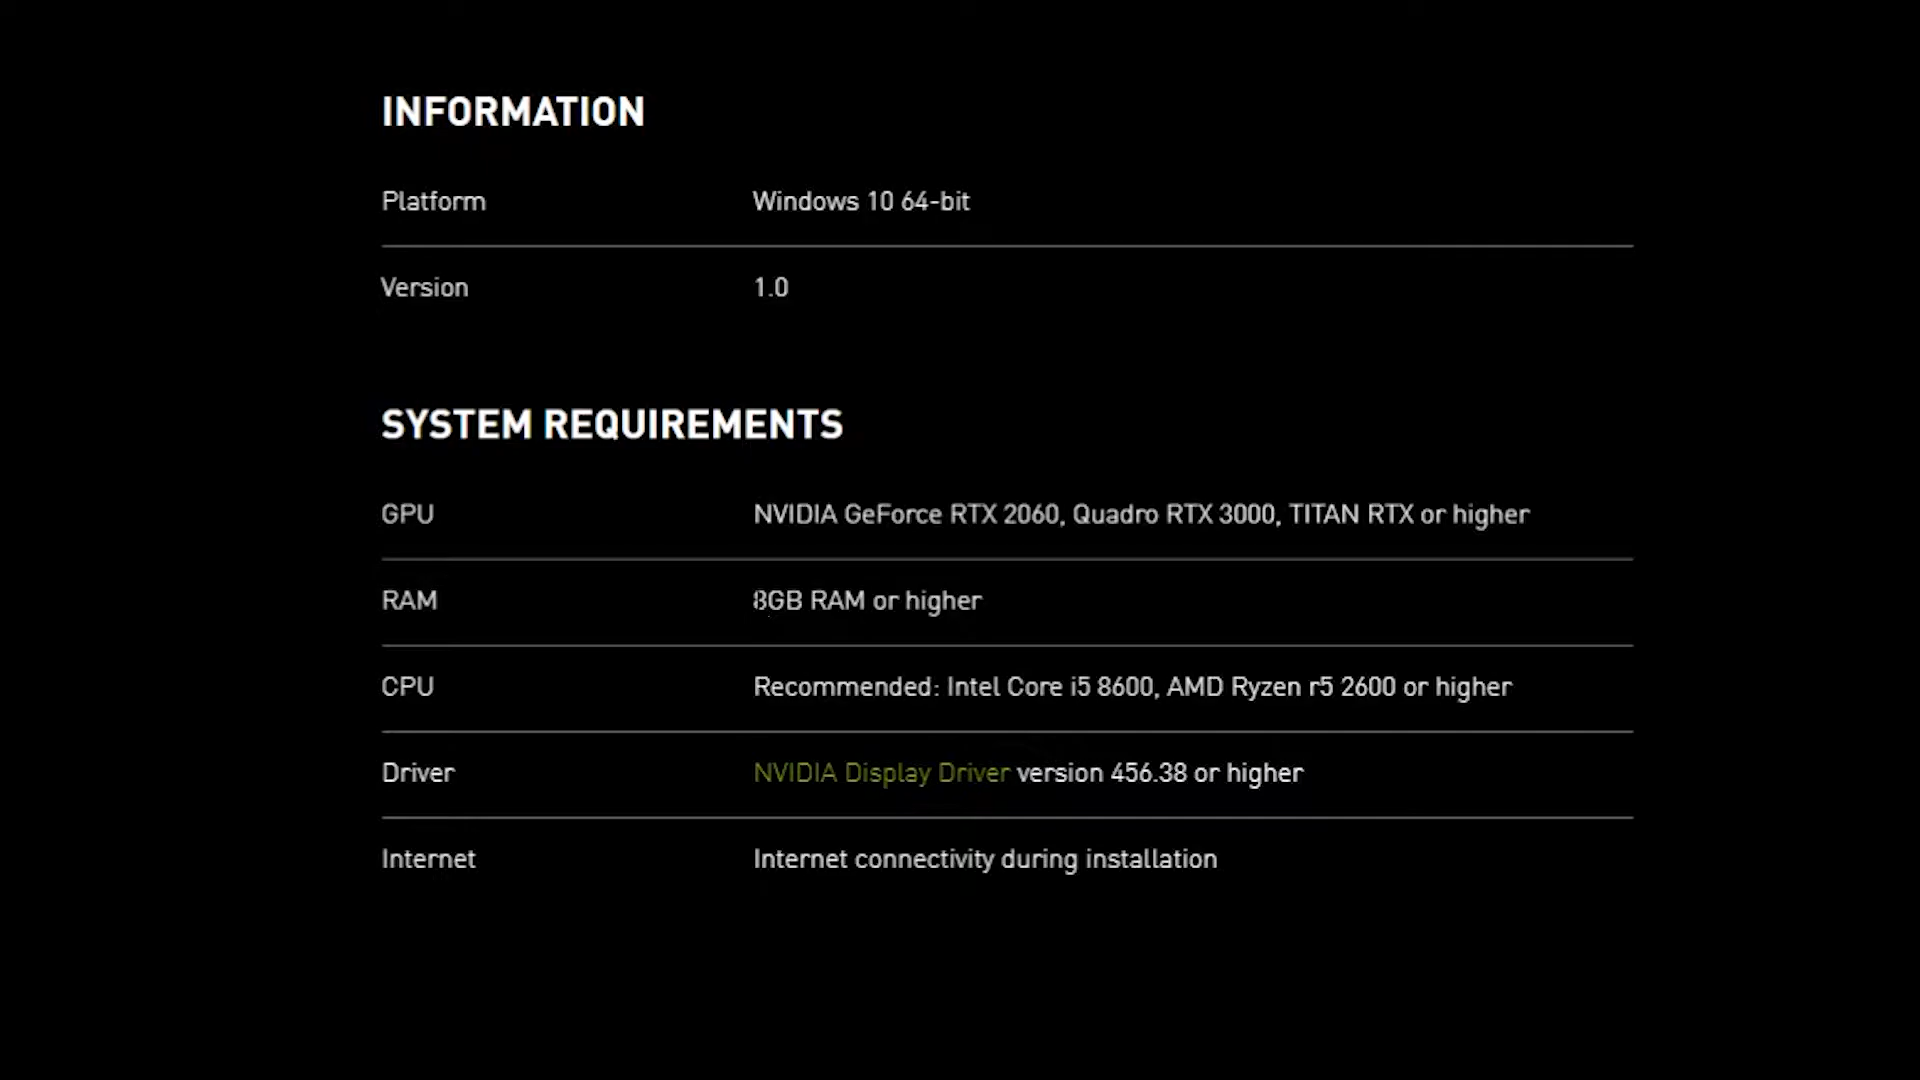 INFORMATION
Platform Windows 10 64-bit
Version 1.0
SYSTEM REQUIREMENTS
GPU NVIDIA GeForce RTX 2060, Quadro RTX 3000, TITAN RTX or higher
RAM 8GB RAM or higher
CPU Recommended: Intel Core i5 8600, AMD Ryzen r5 2600 or higher
Driver NVIDIA Display Driver version 456.38 or higher
Internet Internet connectivity during installation